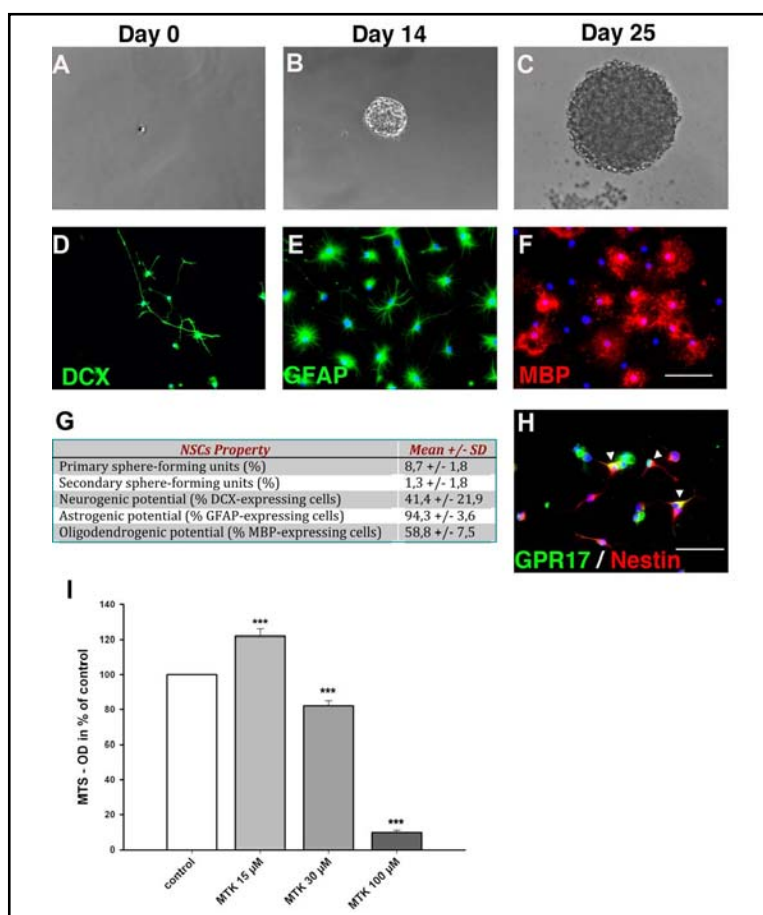 Day 0 Day 14 Day 25
A B C
D E F
DCX GFAP MBP
G
NSCs Property Mean +/- SD
Primary sphere-forming units (%) 8,7 +/- 1,8
Secondary sphere-forming units (%) 1,3 +/- 1,8
Neurogenic potential (% DCX-expressing cells) 41,4 +/- 21,9
Astrogenic potential (% GFAP-expressing cells) 94,3 +/- 3,6
Oligodendrogenic potential (% MBP-expressing cells) 58,8 +/- 7,5
H
GPR17 / Nestin
I
MTS - OD in % of control
140
120
100
80
60
40
20
0
***
***
***
control
MTK 15 µM
MTK 30 µM
MTK 100 µM